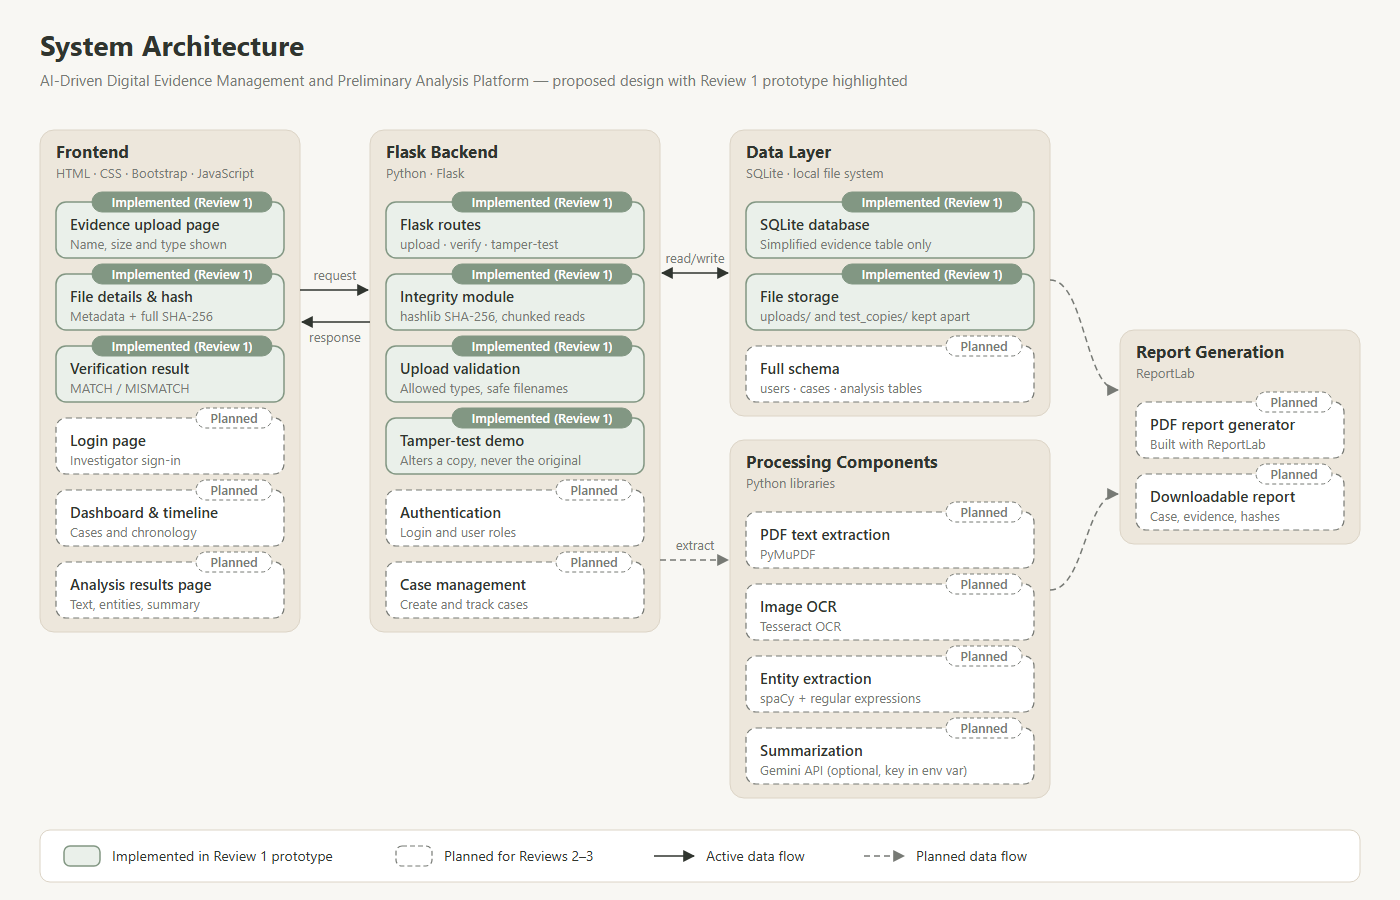 System Architecture
AI-Driven Digital Evidence Management and Preliminary Analysis Platform — proposed design with Review 1 prototype highlighted
Frontend
HTML · CSS · Bootstrap · JavaScript
Implemented (Review 1)
Evidence upload page
Name, size and type shown
Implemented (Review 1)
File details & hash
Metadata + full SHA-256
Implemented (Review 1)
Verification result
MATCH / MISMATCH
Planned
Login page
Investigator sign-in
Planned
Dashboard & timeline
Cases and chronology
Planned
Analysis results page
Text, entities, summary
request
response
Flask Backend
Python · Flask
Implemented (Review 1)
Flask routes
upload · verify · tamper-test
Implemented (Review 1)
Integrity module
hashlib SHA-256, chunked reads
Implemented (Review 1)
Upload validation
Allowed types, safe filenames
Implemented (Review 1)
Tamper-test demo
Alters a copy, never the original
Planned
Authentication
Login and user roles
Planned
Case management
Create and track cases
read/write
extract
Data Layer
SQLite · local file system
Implemented (Review 1)
SQLite database
Simplified evidence table only
Implemented (Review 1)
File storage
uploads/ and test_copies/ kept apart
Planned
Full schema
users · cases · analysis tables
Processing Components
Python libraries
Planned
PDF text extraction
PyMuPDF
Planned
Image OCR
Tesseract OCR
Planned
Entity extraction
spaCy + regular expressions
Planned
Summarization
Gemini API (optional, key in env var)
Report Generation
ReportLab
Planned
PDF report generator
Built with ReportLab
Planned
Downloadable report
Case, evidence, hashes
Implemented in Review 1 prototype
Planned for Reviews 2–3
Active data flow
Planned data flow